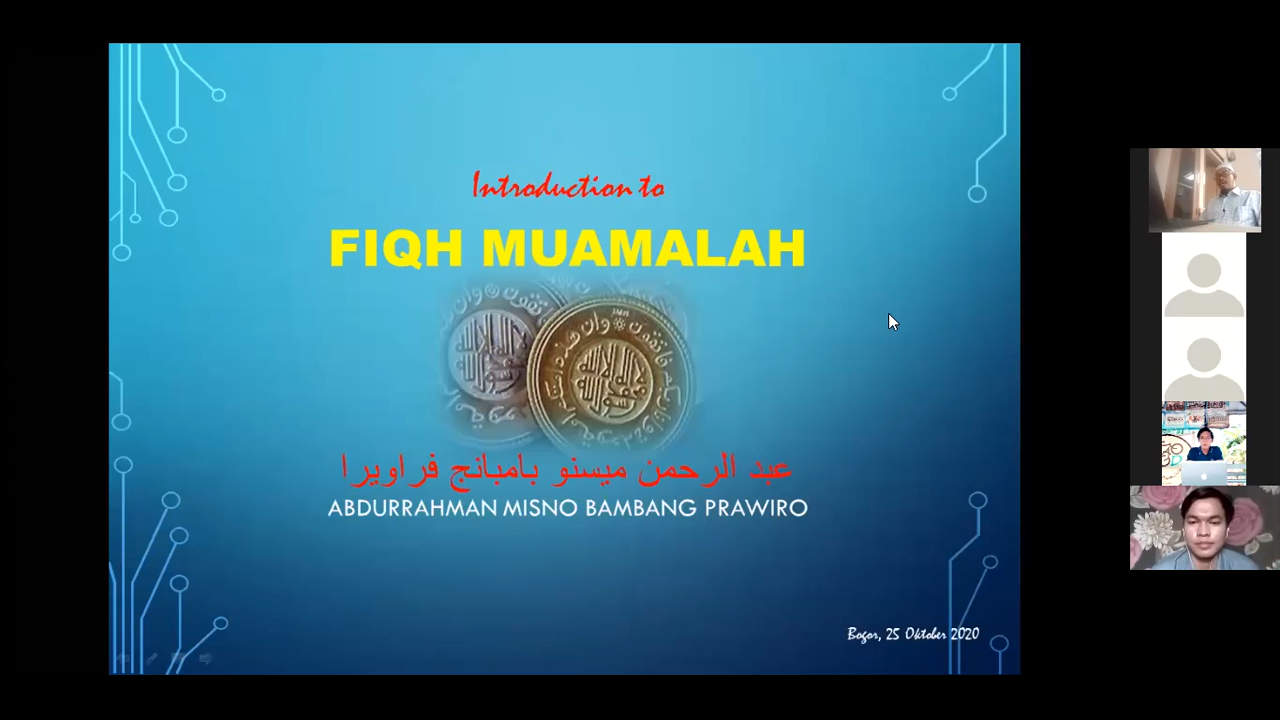 Introduction to
FIQH MUAMALAH
عبد الرحمن ميسنو بامبانج فراويرا
ABDURRAHMAN MISNO BAMBANG PRAWIRO
Bogor, 25 Oktober 2020